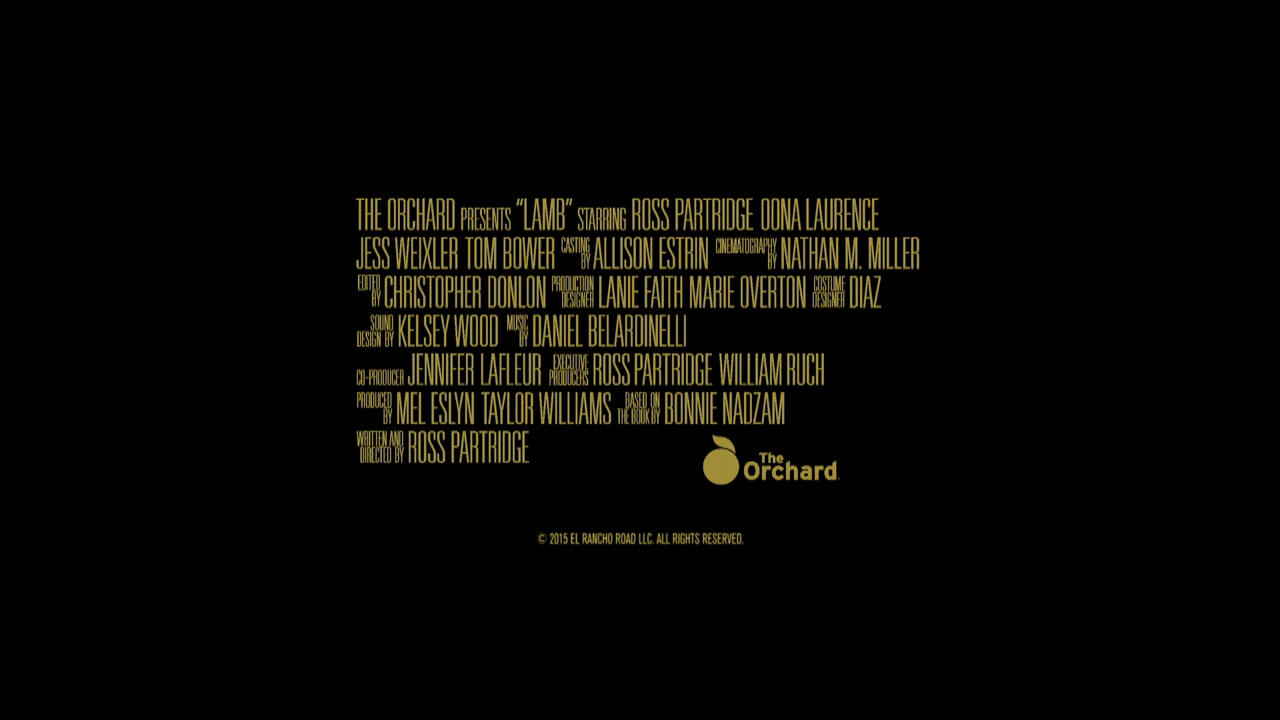 THE ORCHARD PRESENTS “LAMB” STARRING ROSS PARTRIDGE OONA LAURENCE
JESS WEIXLER TOM BOWER CASTING BY ALLISON ESTRIN CINEMATOGRAPHY BY NATHAN M. MILLER
EDITED BY CHRISTOPHER DONLON PRODUCTION DESIGNER LANIE FAITH MARIE OVERTON COSTUME DESIGNER DIAZ
SOUND DESIGN BY KELSEY WOOD MUSIC BY DANIEL BELARDINELLI
CO-PRODUCER JENNIFER LAFLEUR EXECUTIVE PRODUCERS ROSS PARTRIDGE WILLIAM RUCH
PRODUCED BY MEL ESLYN TAYLOR WILLIAMS BASED ON THE BOOK BY BONNIE NADZAM
WRITTEN AND DIRECTED BY ROSS PARTRIDGE
The
Orchard
© 2015 EL RANCHO ROAD LLC. ALL RIGHTS RESERVED.